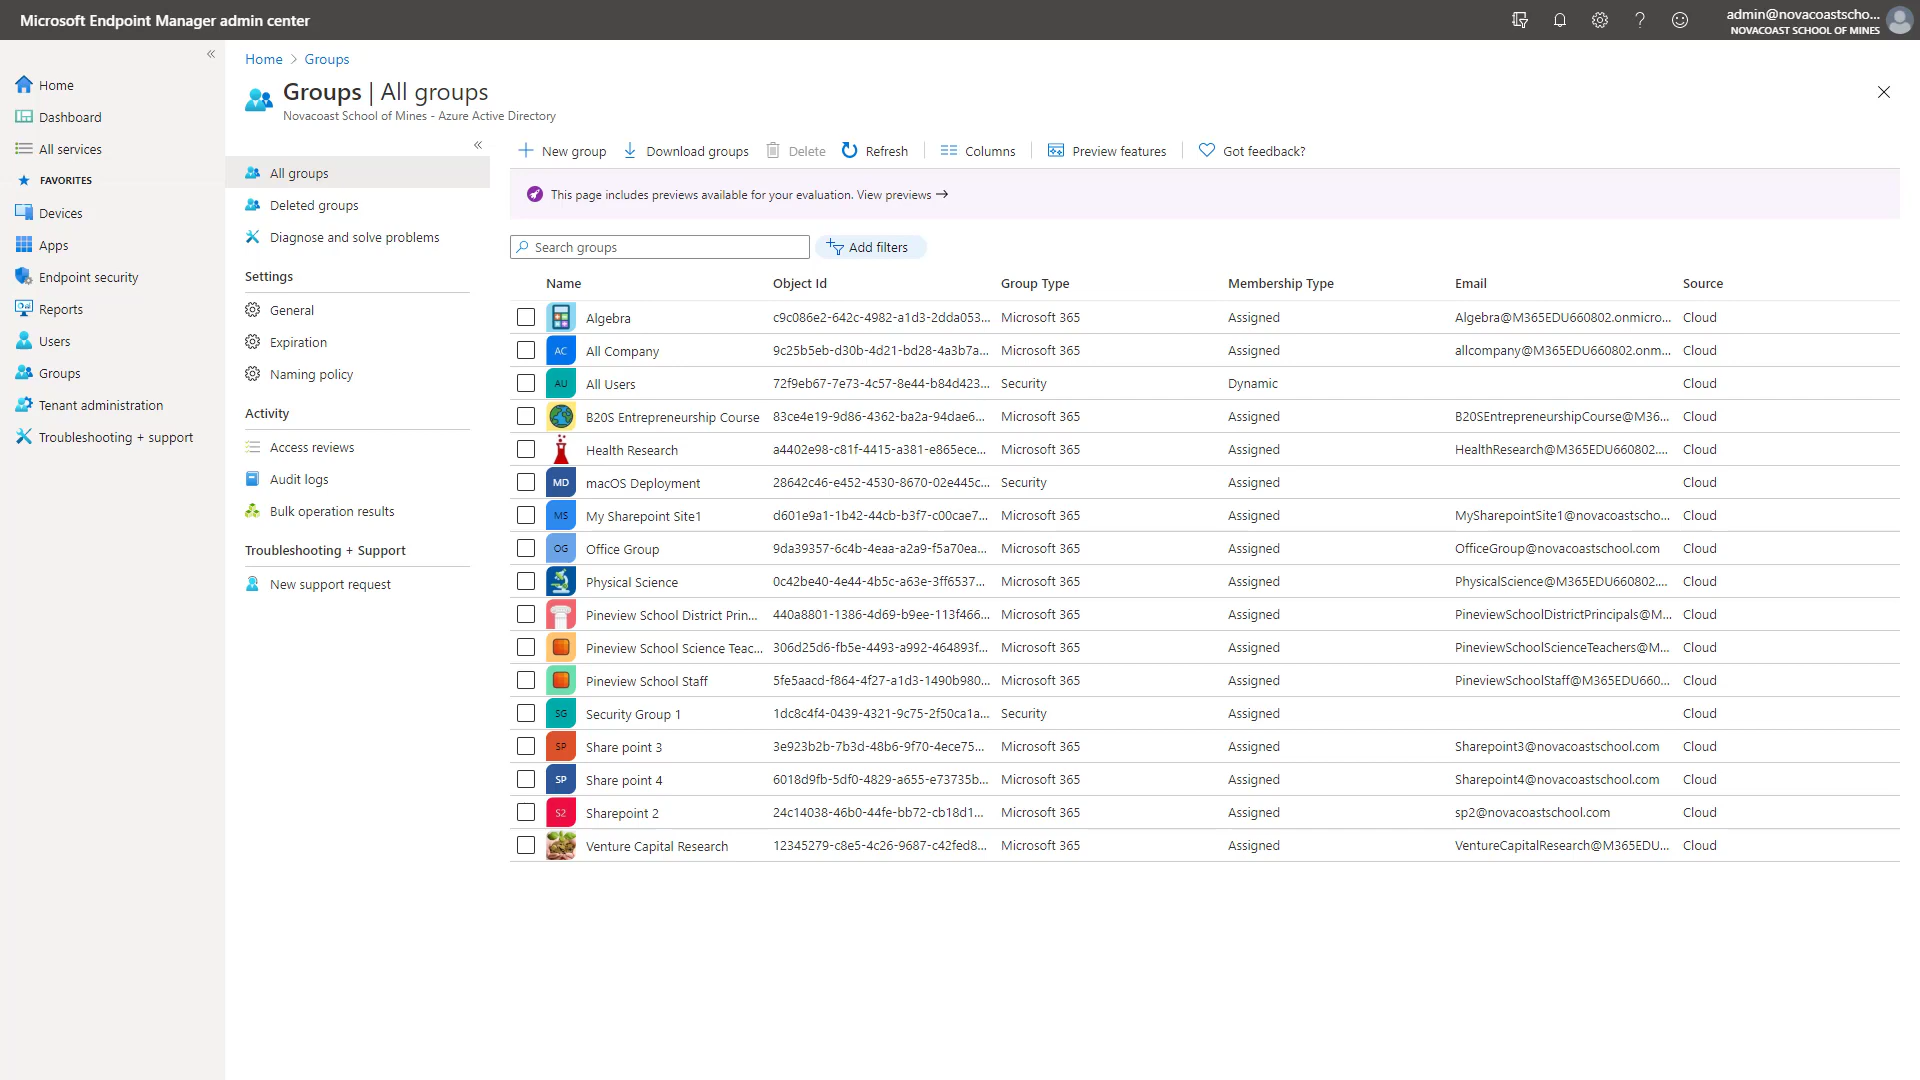 Microsoft Endpoint Manager admin center
admin@novacoastscho...
NOVACOAST SCHOOL OF MINES
Home
Dashboard
All services
FAVORITES
Devices
Apps
Endpoint security
Reports
Users
Groups
Tenant administration
Troubleshooting + support
Home > Groups
Groups | All groups
Novacoast School of Mines - Azure Active Directory
All groups
Deleted groups
Diagnose and solve problems
Settings
General
Expiration
Naming policy
Activity
Access reviews
Audit logs
Bulk operation results
Troubleshooting + Support
New support request
New group Download groups Delete Refresh Columns Preview features Got feedback?
This page includes previews available for your evaluation. View previews →
Search groups Add filters
Name Object Id Group Type Membership Type Email Source
Algebra c9c086e2-642c-4982-a1d3-2dda053... Microsoft 365 Assigned Algebra@M365EDU660802.onmicro... Cloud
AC All Company 9c25b5eb-d30b-4d21-bd28-4a3b7a... Microsoft 365 Assigned allcompany@M365EDU660802.onm... Cloud
AU All Users 72f9eb67-7e73-4c57-8e44-b84d423... Security Dynamic Cloud
B20S Entrepreneurship Course 83ce4e19-9d86-4362-ba2a-94dae6... Microsoft 365 Assigned B20SEntrepreneurshipCourse@M36... Cloud
Health Research a4402e98-c81f-4415-a381-e865ece... Microsoft 365 Assigned HealthResearch@M365EDU660802.... Cloud
MD macOS Deployment 28642c46-e452-4530-8670-02e445c... Security Assigned Cloud
MS My Sharepoint Site1 d601e9a1-1b42-44cb-b3f7-c00cae7... Microsoft 365 Assigned MySharepointSite1@novacoastscho... Cloud
OG Office Group 9da39357-6c4b-4eaa-a2a9-f5a70ea... Microsoft 365 Assigned OfficeGroup@novacoastschool.com Cloud
Physical Science 0c42be40-4e44-4b5c-a63e-3ff6537... Microsoft 365 Assigned PhysicalScience@M365EDU660802.... Cloud
Pineview School District Prin... 440a8801-1386-4d69-b9ee-113f466... Microsoft 365 Assigned PineviewSchoolDistrictPrincipals@M... Cloud
Pineview School Science Teac... 306d25d6-fb5e-4493-a992-464893f... Microsoft 365 Assigned PineviewSchoolScienceTeachers@M... Cloud
Pineview School Staff 5fe5aacd-f864-4f27-a1d3-1490b980... Microsoft 365 Assigned PineviewSchoolStaff@M365EDU660... Cloud
SG Security Group 1 1dc8c4f4-0439-4321-9c75-2f50ca1a... Security Assigned Cloud
SP Share point 3 3e923b2b-7b3d-48b6-9f70-4ece75... Microsoft 365 Assigned Sharepoint3@novacoastschool.com Cloud
SP Share point 4 6018d9fb-5df0-4829-a655-e73735b... Microsoft 365 Assigned Sharepoint4@novacoastschool.com Cloud
S2 Sharepoint 2 24c14038-46b0-44fe-bb72-cb18d1... Microsoft 365 Assigned sp2@novacoastschool.com Cloud
Venture Capital Research 12345279-c8e5-4c26-9687-c42fed8... Microsoft 365 Assigned VentureCapitalResearch@M365EDU... Cloud